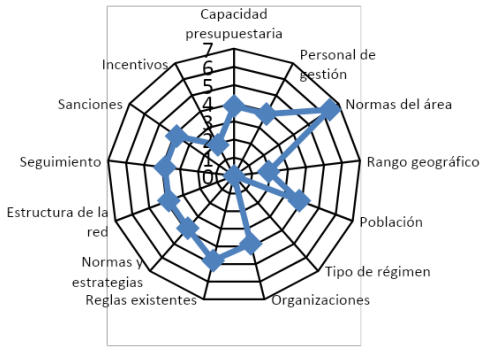 Capacidad
presupuestaria
Personal de
gestión
Normas del área
Rango geográfico
Población
Tipo de régimen
Organizaciones
Reglas existentes
Normas y
estrategias
Estructura de la
red
Seguimiento
Sanciones
Incentivos
7
6
5
4
3
2
1
0